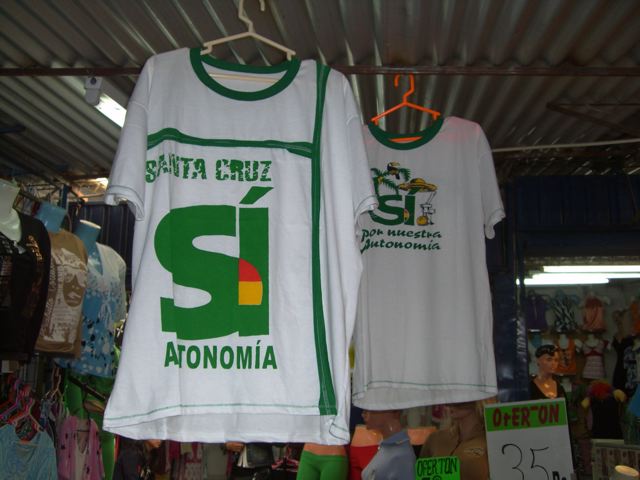 SANTA CRUZ
SÍ
AUTONOMÍA
SÍ
por nuestra
Autonomía
OFERTON
35
OFERTON